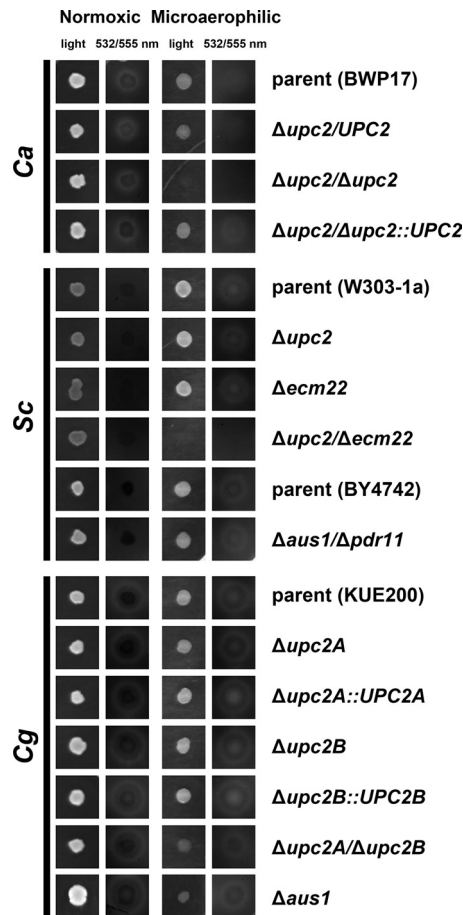 Normoxic Microaerophilic
light 532/555 nm light 532/555 nm
Ca
parent (BWP17)
Δupc2/UPC2
Δupc2/Δupc2
Δupc2/Δupc2::UPC2
Sc
parent (W303-1a)
Δupc2
Δecm22
Δupc2/Δecm22
parent (BY4742)
Δaus1/Δpdr11
Cg
parent (KUE200)
Δupc2A
Δupc2A::UPC2A
Δupc2B
Δupc2B::UPC2B
Δupc2A/Δupc2B
Δaus1